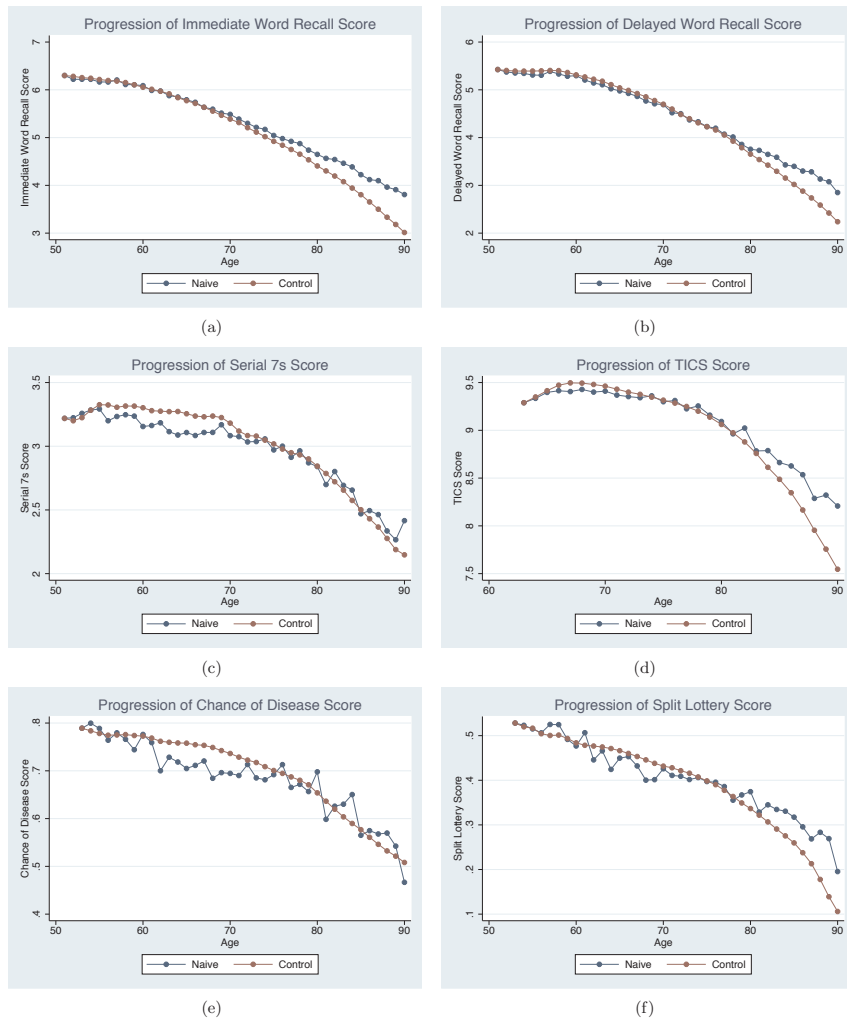 Progression of Immediate Word Recall Score
Immediate Word Recall Score
7
6
5
4
3
50 60 70 80 90
Age
Naive Control
(a)
Progression of Delayed Word Recall Score
Delayed Word Recall Score
6
5
4
3
2
50 60 70 80 90
Age
Naive Control
(b)
Progression of Serial 7s Score
Serial 7s Score
3.5
3
2.5
2
50 60 70 80 90
Age
Naive Control
(c)
Progression of TICS Score
TICS Score
9.5
9
8.5
8
7.5
60 70 80 90
Age
Naive Control
(d)
Progression of Chance of Disease Score
Chance of Disease Score
.8
.7
.6
.5
.4
50 60 70 80 90
Age
Naive Control
(e)
Progression of Split Lottery Score
Split Lottery Score
.5
.4
.3
.2
.1
50 60 70 80 90
Age
Naive Control
(f)